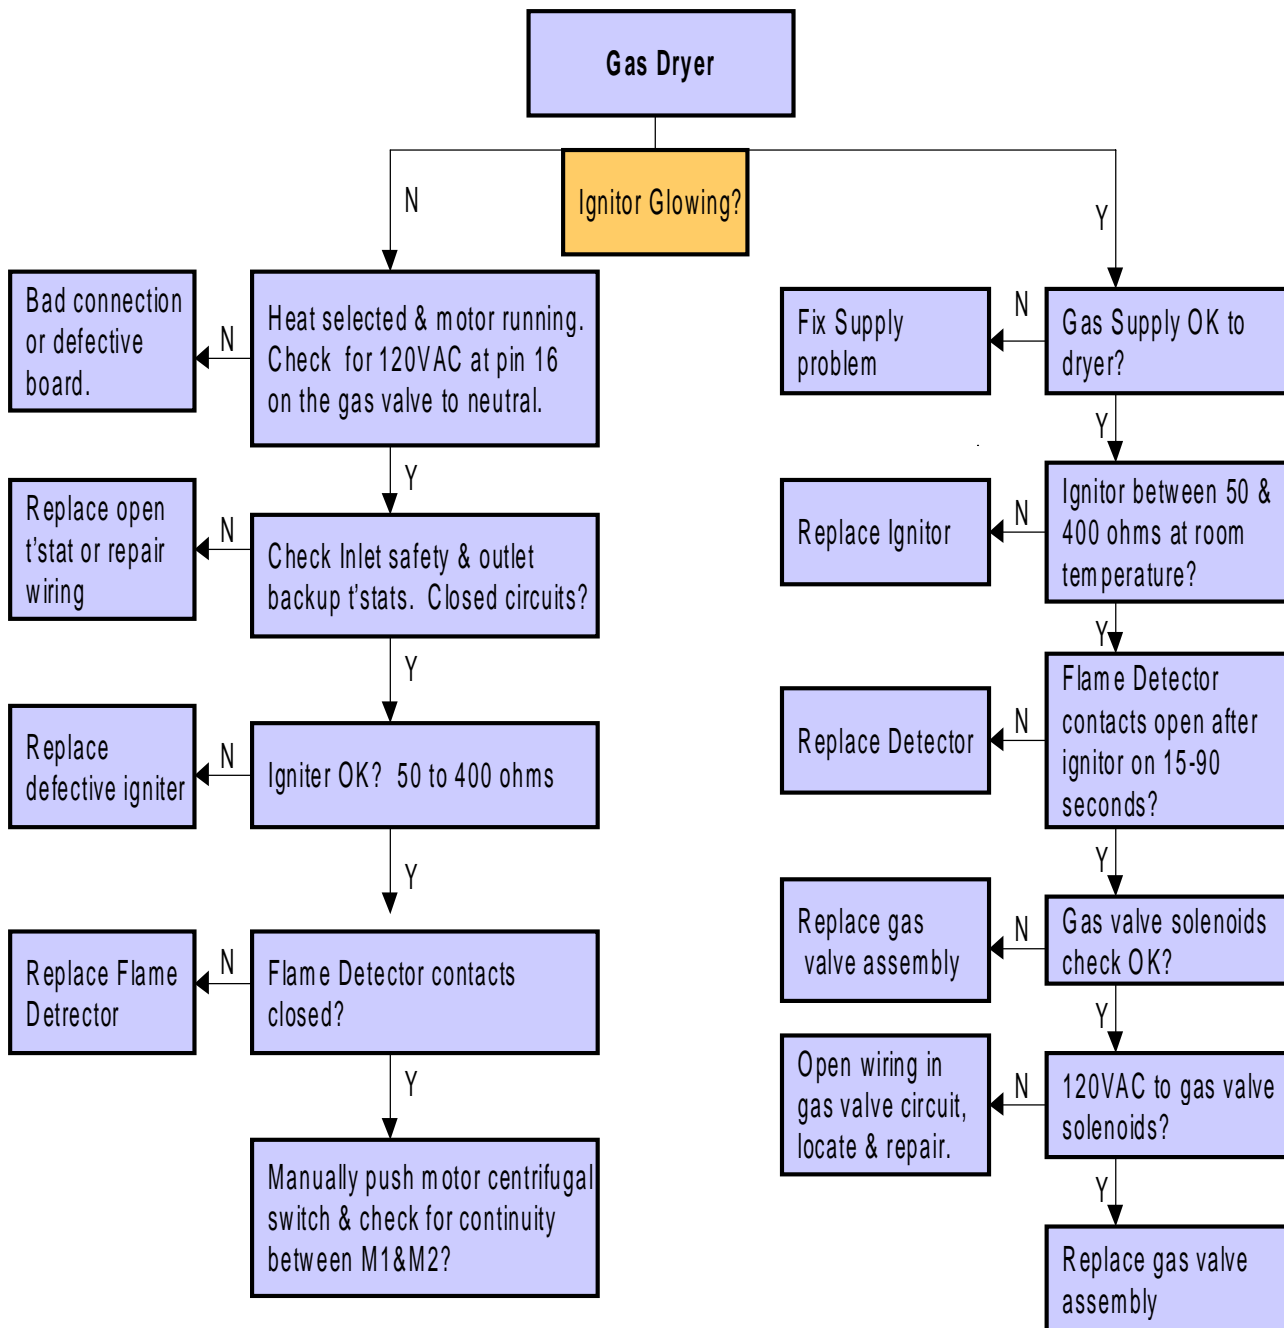 Gas Dryer
Ignitor Glowing?
N
Y
Bad connection
or defective
board.
N
Heat selected & motor running.
Check for 120VAC at pin 16
on the gas valve to neutral.
Y
Replace open
t'stat or repair
wiring
N
Check Inlet safety & outlet
backup t'stats. Closed circuits?
Y
Replace
defective igniter
N
Igniter OK? 50 to 400 ohms
Y
Replace Flame
Detrector
N
Flame Detector contacts
closed?
Y
Manually push motor centrifugal
switch & check for continuity
between M1&M2?
Fix Supply
problem
N
Gas Supply OK to
dryer?
Y
Replace Ignitor
N
Ignitor between 50 &
400 ohms at room
temperature?
Y
Replace Detector
N
Flame Detector
contacts open after
ignitor on 15-90
seconds?
Y
Replace gas
valve assembly
N
Gas valve solenoids
check OK?
Y
Open wiring in
gas valve circuit,
locate & repair.
N
120VAC to gas valve
solenoids?
Y
Replace gas valve
assembly